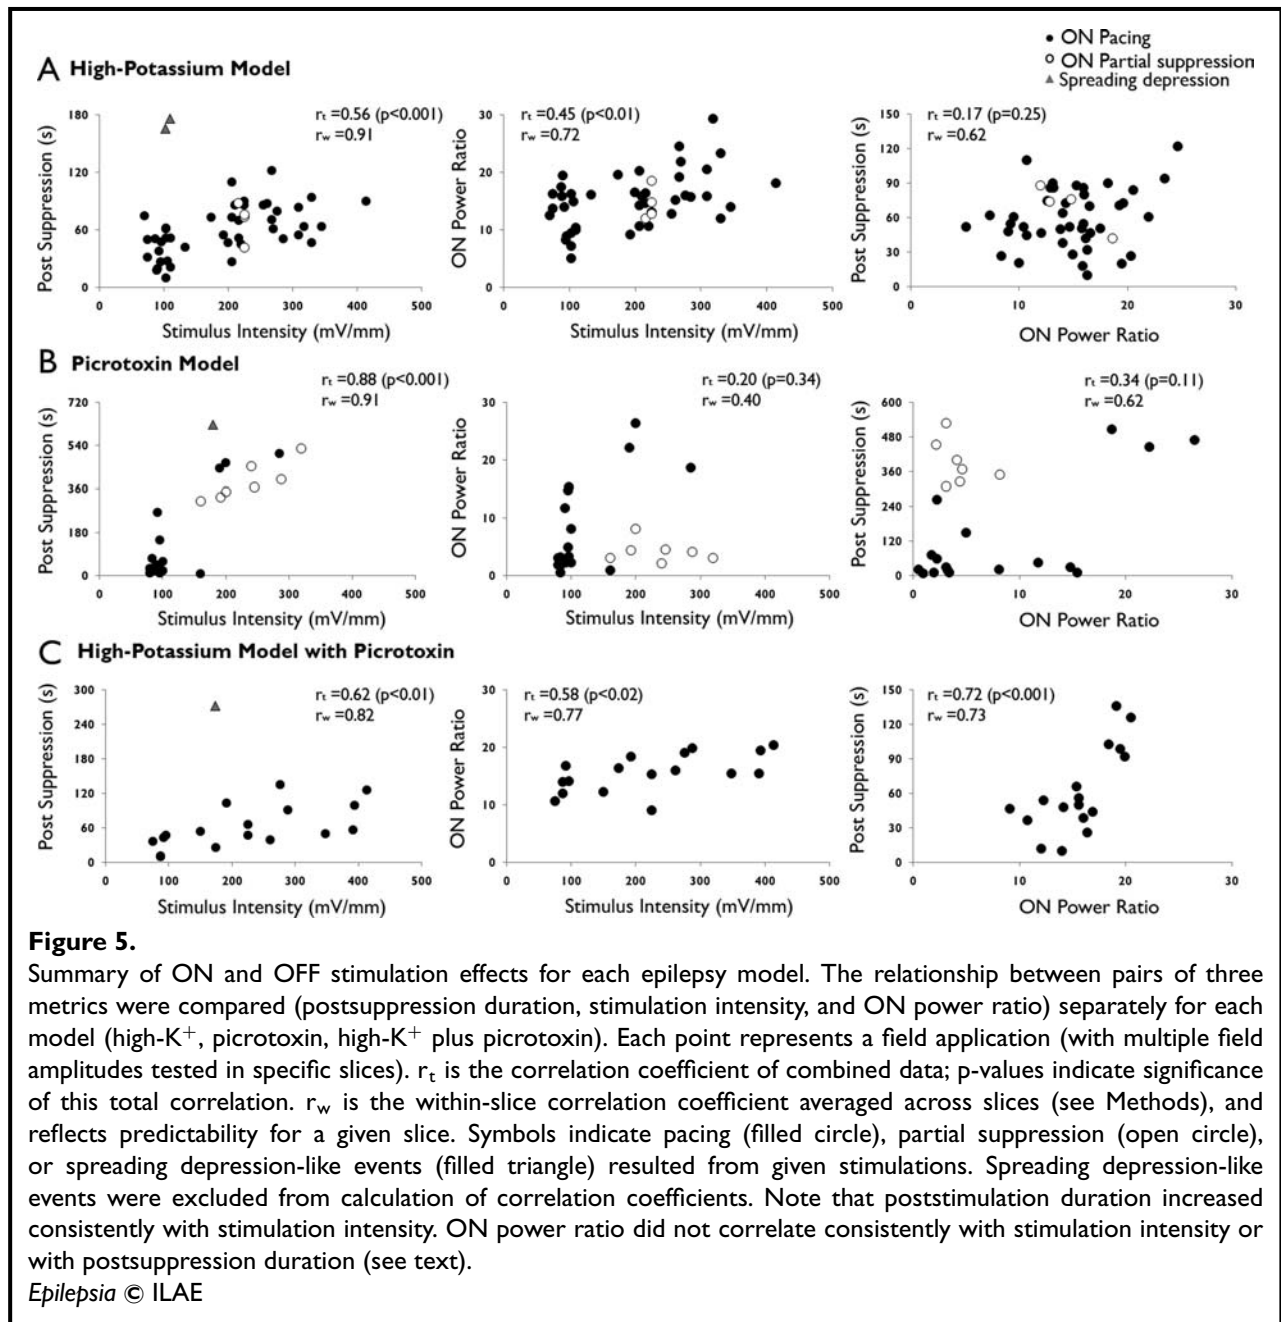 ● ON Pacing
A High-Potassium Model
○ ON Partial suppression
▲ Spreading depression
Post Suppression (s)
180
120
60
0
rₜ =0.56 (p<0.001)
r_w =0.91
0 100 200 300 400 500
Stimulus Intensity (mV/mm)
ON Power Ratio
30
20
10
0
rₜ =0.45 (p<0.01)
r_w =0.72
0 100 200 300 400 500
Stimulus Intensity (mV/mm)
Post Suppression (s)
150
120
90
60
30
0
rₜ =0.17 (p=0.25)
r_w =0.62
0 10 20 30
ON Power Ratio
B Picrotoxin Model
Post Suppression (s)
720
540
360
180
0
rₜ =0.88 (p<0.001)
r_w =0.91
0 100 200 300 400 500
Stimulus Intensity (mV/mm)
ON Power Ratio
30
20
10
0
rₜ =0.20 (p=0.34)
r_w =0.40
0 100 200 300 400 500
Stimulus Intensity (mV/mm)
Post Suppression (s)
600
480
360
240
120
0
rₜ =0.34 (p=0.11)
r_w =0.62
0 10 20 30
ON Power Ratio
C High-Potassium Model with Picrotoxin
Post Suppression (s)
300
240
180
120
60
0
rₜ =0.62 (p<0.01)
r_w =0.82
0 100 200 300 400 500
Stimulus Intensity (mV/mm)
ON Power Ratio
30
20
10
0
rₜ =0.58 (p<0.02)
r_w =0.77
0 100 200 300 400 500
Stimulus Intensity (mV/mm)
Post Suppression (s)
150
120
90
60
30
0
rₜ =0.72 (p<0.001)
r_w =0.73
0 10 20 30
ON Power Ratio
Figure 5.
Summary of ON and OFF stimulation effects for each epilepsy model. The relationship between pairs of three
metrics were compared (postsuppression duration, stimulation intensity, and ON power ratio) separately for each
model (high-K⁺, picrotoxin, high-K⁺ plus picrotoxin). Each point represents a field application (with multiple field
amplitudes tested in specific slices). rₜ is the correlation coefficient of combined data; p-values indicate significance
of this total correlation. r_w is the within-slice correlation coefficient averaged across slices (see Methods), and
reflects predictability for a given slice. Symbols indicate pacing (filled circle), partial suppression (open circle),
or spreading depression-like events (filled triangle) resulted from given stimulations. Spreading depression-like
events were excluded from calculation of correlation coefficients. Note that poststimulation duration increased
consistently with stimulation intensity. ON power ratio did not correlate consistently with stimulation intensity or
with postsuppression duration (see text).
Epilepsia © ILAE